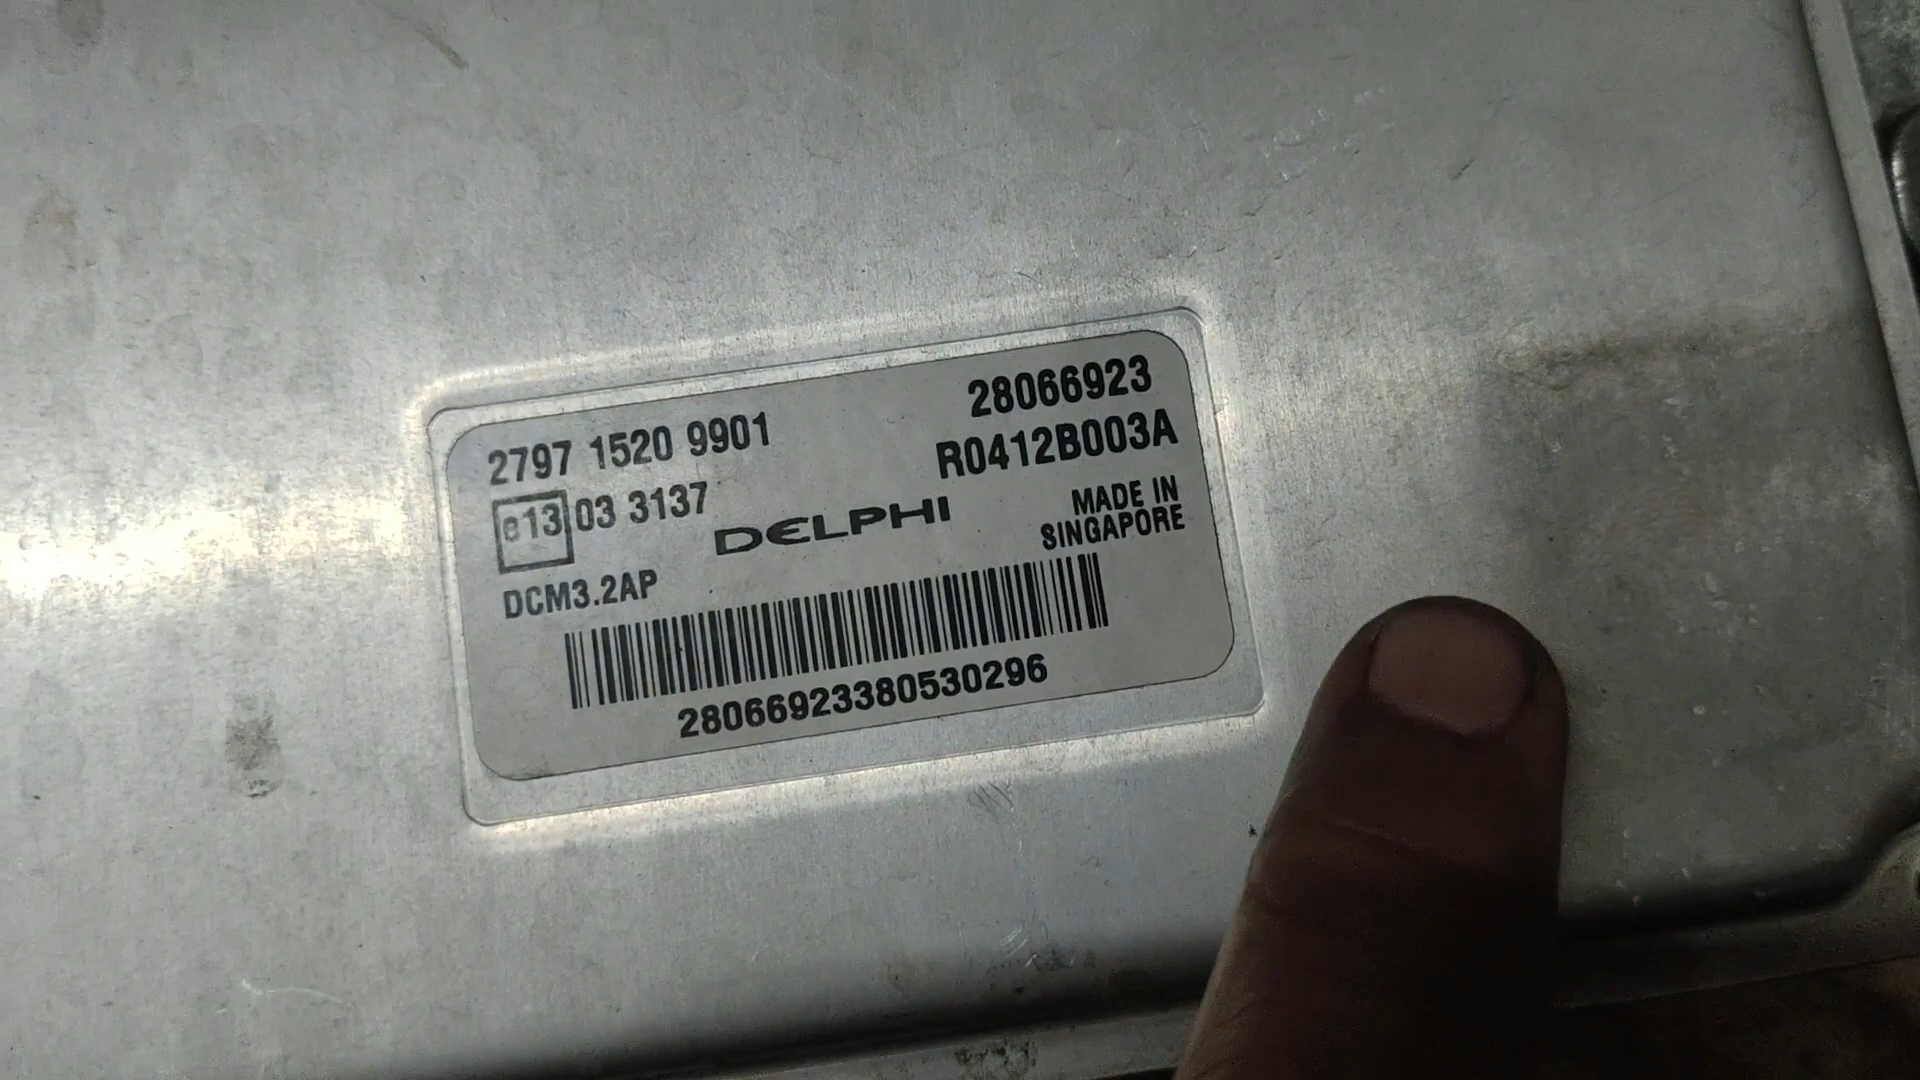 2797 1520 9901
28066923
R0412B003A
e13 03 3137
DELPHI
MADE IN
SINGAPORE
DCM3.2AP
28066923380530296